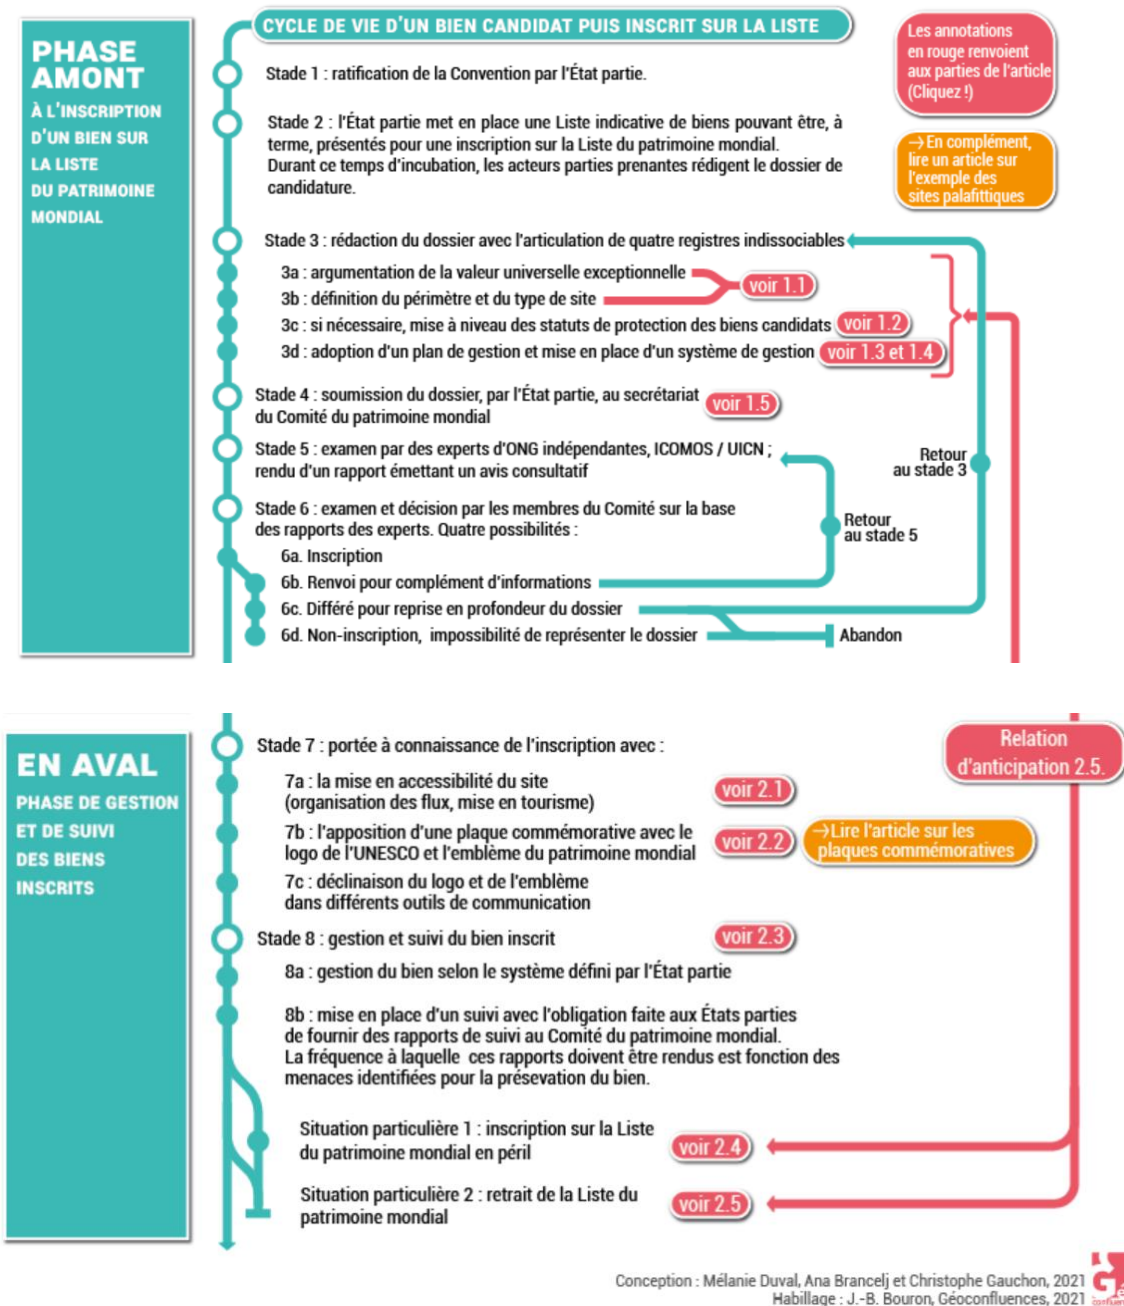 CYCLE DE VIE D'UN BIEN CANDIDAT PUIS INSCRIT SUR LA LISTE
PHASE
AMONT
À L'INSCRIPTION
D'UN BIEN SUR
LA LISTE
DU PATRIMOINE
MONDIAL
Les annotations
en rouge renvoient
aux parties de l'article
(Cliquez !)
→En complément,
lire un article sur
l'exemple des
sites palafittiques
Stade 1 : ratification de la Convention par l'État partie.
Stade 2 : l'État partie met en place une Liste indicative de biens pouvant être, à
terme, présentés pour une inscription sur la Liste du patrimoine mondial.
Durant ce temps d'incubation, les acteurs parties prenantes rédigent le dossier de
candidature.
Stade 3 : rédaction du dossier avec l'articulation de quatre registres indissociables
3a : argumentation de la valeur universelle exceptionnelle
3b : définition du périmètre et du type de site
voir 1.1
3c : si nécessaire, mise à niveau des statuts de protection des biens candidats voir 1.2
3d : adoption d'un plan de gestion et mise en place d'un système de gestion voir 1.3 et 1.4
Stade 4 : soumission du dossier, par l'État partie, au secrétariat
du Comité du patrimoine mondial
voir 1.5
Stade 5 : examen par des experts d'ONG indépendantes, ICOMOS / UICN ;
rendu d'un rapport émettant un avis consultatif
Retour
au stade 3
Stade 6 : examen et décision par les membres du Comité sur la base
des rapports des experts. Quatre possibilités :
Retour
au stade 5
6a. Inscription
6b. Renvoi pour complément d'informations
6c. Différé pour reprise en profondeur du dossier
6d. Non-inscription, impossibilité de représenter le dossier
Abandon
EN AVAL
PHASE DE GESTION
ET DE SUIVI
DES BIENS
INSCRITS
Stade 7 : portée à connaissance de l'inscription avec :
Relation
d'anticipation 2.5.
7a : la mise en accessibilité du site
(organisation des flux, mise en tourisme)
voir 2.1
7b : l'apposition d'une plaque commémorative avec le
logo de l'UNESCO et l'emblème du patrimoine mondial
voir 2.2
→Lire l'article sur les
plaques commémoratives
7c : déclinaison du logo et de l'emblème
dans différents outils de communication
Stade 8 : gestion et suivi du bien inscrit
voir 2.3
8a : gestion du bien selon le système défini par l'État partie
8b : mise en place d'un suivi avec l'obligation faite aux États parties
de fournir des rapports de suivi au Comité du patrimoine mondial.
La fréquence à laquelle ces rapports doivent être rendus est fonction des
menaces identifiées pour la présevation du bien.
Situation particulière 1 : inscription sur la Liste
du patrimoine mondial en péril
voir 2.4
Situation particulière 2 : retrait de la Liste du
patrimoine mondial
voir 2.5
Conception : Mélanie Duval, Ana Brancelj et Christophe Gauchon, 2021
Habillage : J.-B. Bouron, Géoconfluences, 2021